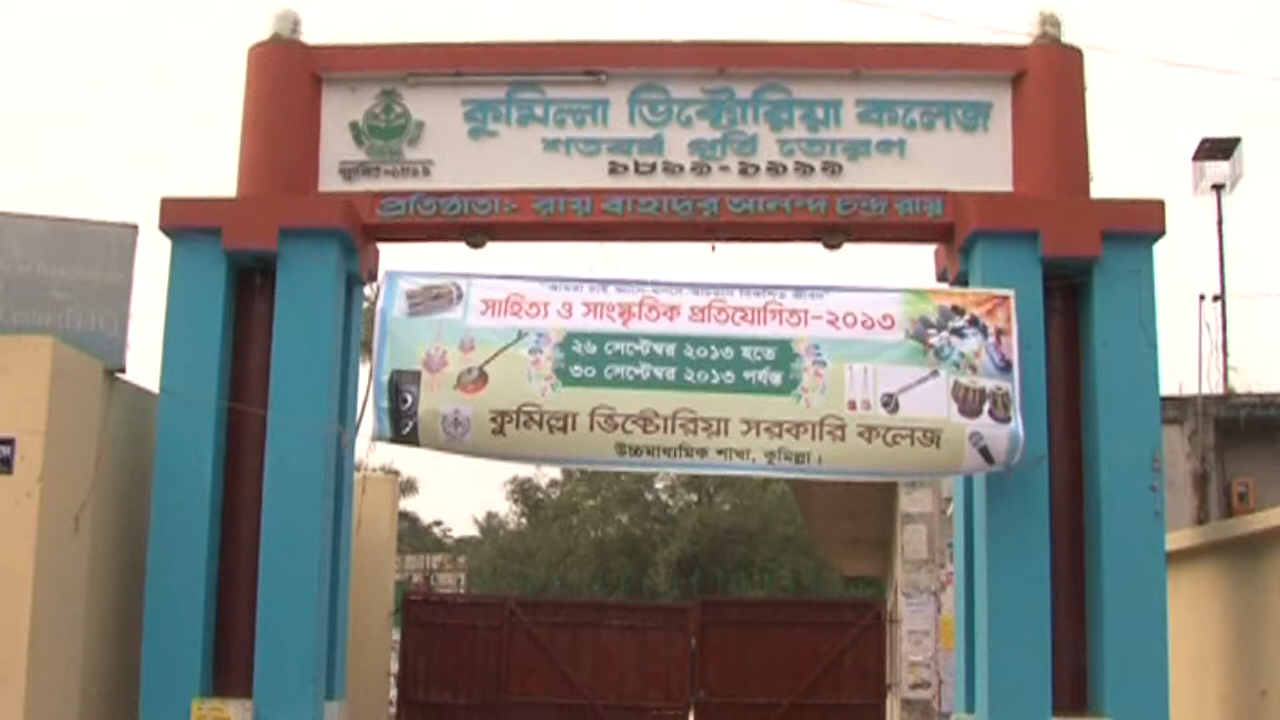 কুমিল্লা ভিক্টোরিয়া কলেজ
শতবর্ষ পূর্তি তোরণ
১৮৯৯-১৯৯৯
প্রতিষ্ঠাতা:- রায় বাহাদুর আনন্দ চন্দ্র রায়
সাহিত্য ও সাংস্কৃতিক প্রতিযোগিতা-২০১৩
২৬ সেপ্টেম্বর ২০১৩ হতে
৩০ সেপ্টেম্বর ২০১৩ পর্যন্ত
কুমিল্লা ভিক্টোরিয়া সরকারি কলেজ
উচ্চমাধ্যমিক শাখা, কুমিল্লা।